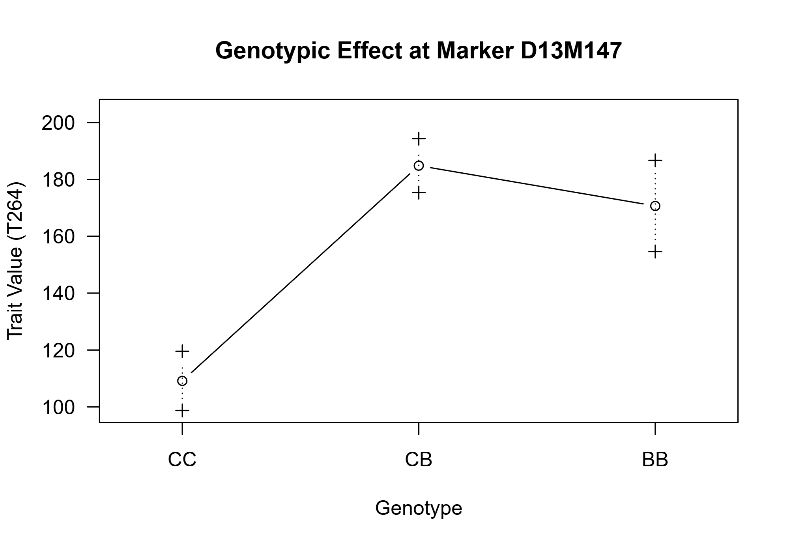 Genotypic Effect at Marker D13M147
200
180
160
140
120
100
Trait Value (T264)
CC CB BB
Genotype